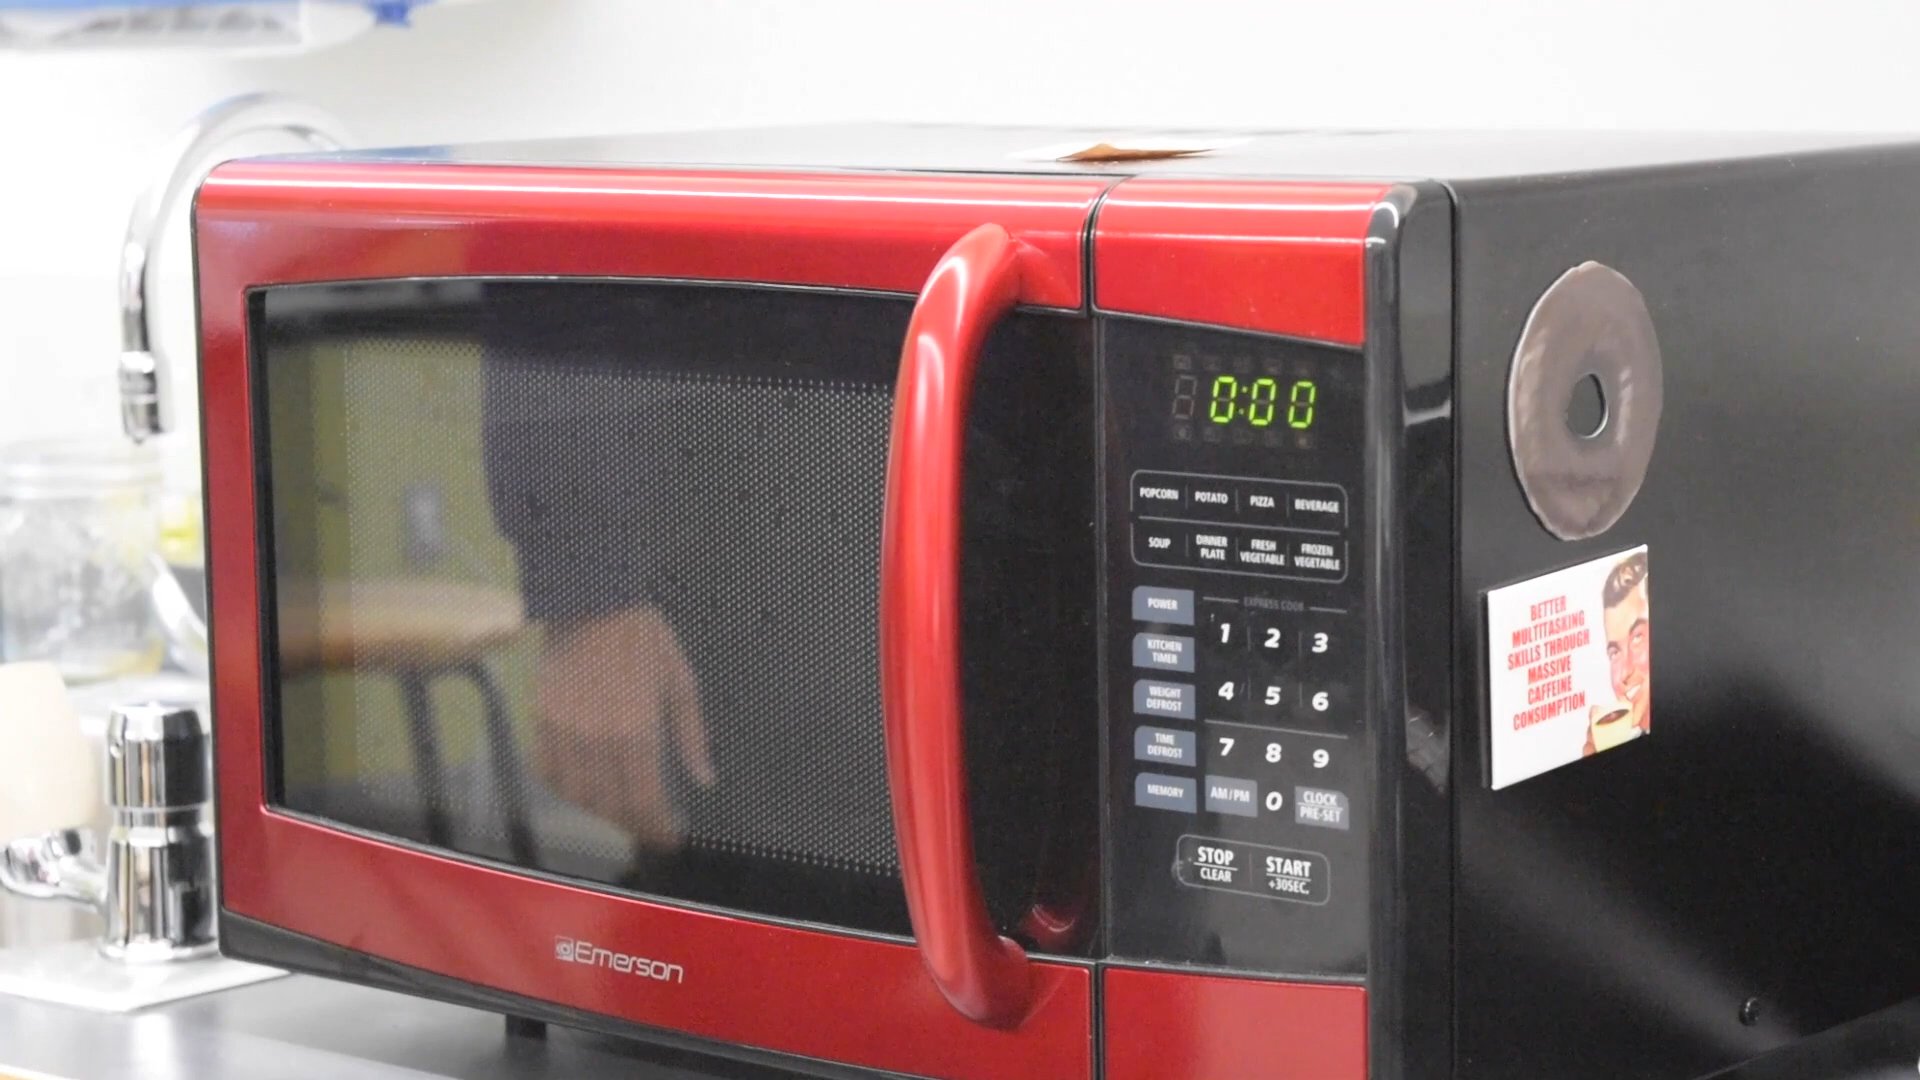 0:00
POPCORN POTATO PIZZA BEVERAGE
SOUP DINNER PLATE FRESH VEGETABLE FROZEN VEGETABLE
POWER
EXPRESS COOK
KITCHEN TIMER
WEIGHT DEFROST
TIME DEFROST
MEMORY
1 2 3
4 5 6
7 8 9
AM/PM 0 CLOCK PRE-SET
STOP CLEAR
START +30SEC.
Emerson
BETTER
MULTITASKING
SKILLS THROUGH
MASSIVE
CAFFEINE
CONSUMPTION